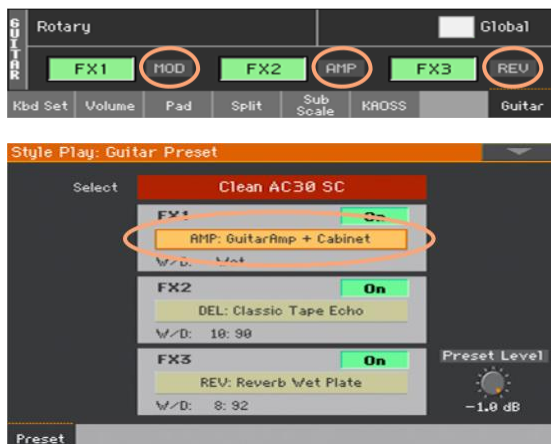 GUITAR
Rotary Global
FX1 MOD FX2 AMP FX3 REV
Kbd Set Volume Pad Split Sub Scale KAOSS Guitar
Style Play: Guitar Preset
Select Clean AC30 SC
FX1 On
AMP: GuitarAmp + Cabinet
W/D: Wet
FX2 On
DEL: Classic Tape Echo
W/D: 10: 90
FX3 On
REV: Reverb Wet Plate
W/D: 8: 92
Preset Level
-1.0 dB
Preset